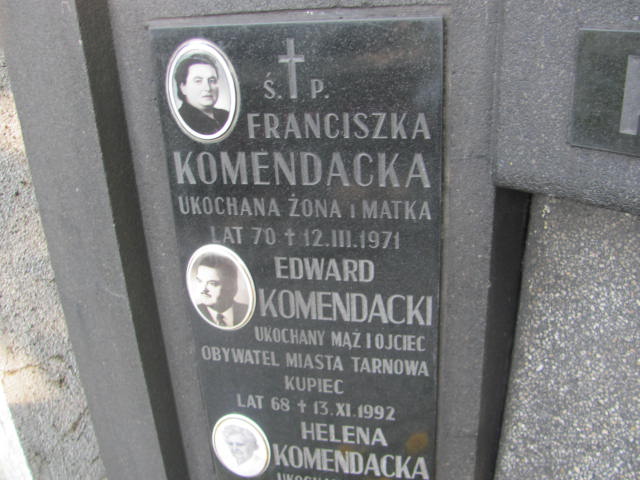 Ś. P.
FRANCISZKA
KOMENDACKA
UKOCHANA ŻONA I MATKA
LAT 70 ✝ 12.III.1971
EDWARD
KOMENDACKI
UKOCHANY MĄŻ I OJCIEC
OBYWATEL MIASTA TARNOWA
KUPIEC
LAT 68 ✝ 13.XI.1992
HELENA
KOMENDACKA